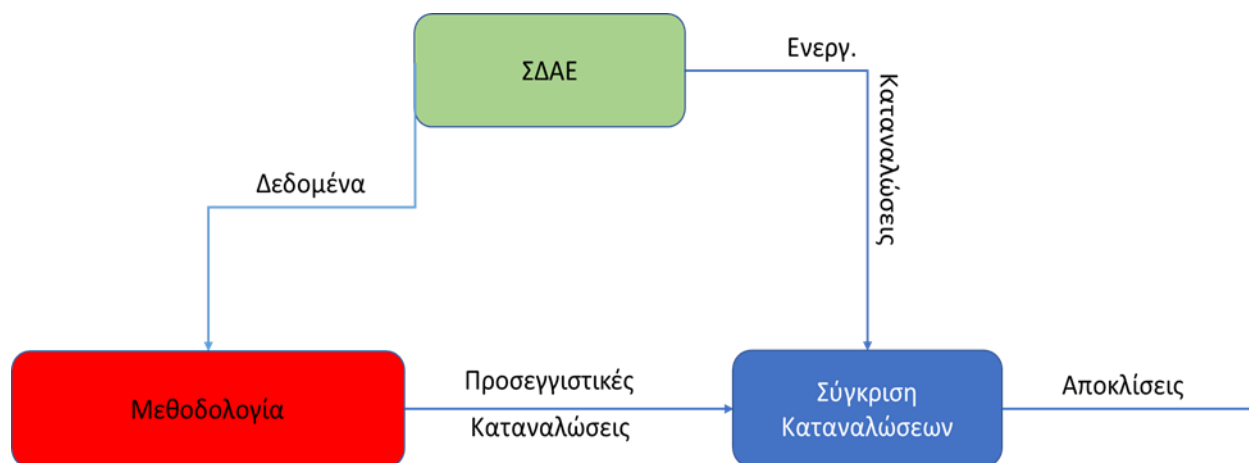 ΣΔΑΕ
Ενεργ.
Καταναλώσεις
Δεδομένα
Μεθοδολογία
Προσεγγιστικές
Καταναλώσεις
Σύγκριση
Καταναλώσεων
Αποκλίσεις